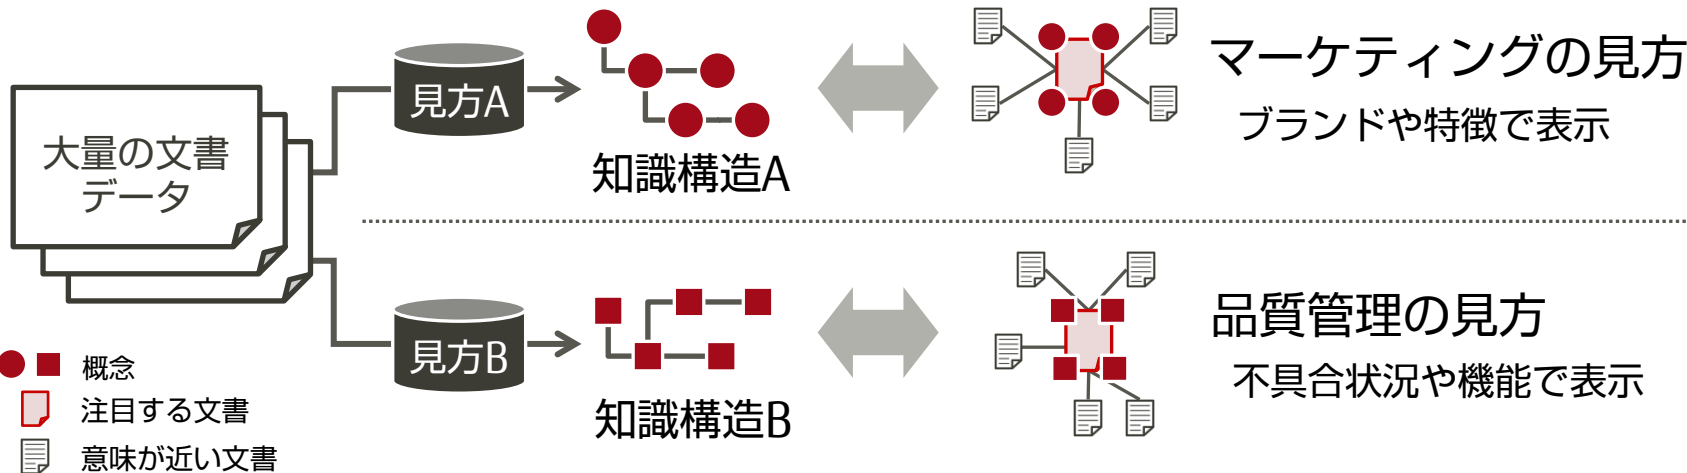 大量の文書
データ
見方A
知識構造A
マーケティングの見方
ブランドや特徴で表示
見方B
知識構造B
品質管理の見方
不具合状況や機能で表示
概念
注目する文書
意味が近い文書